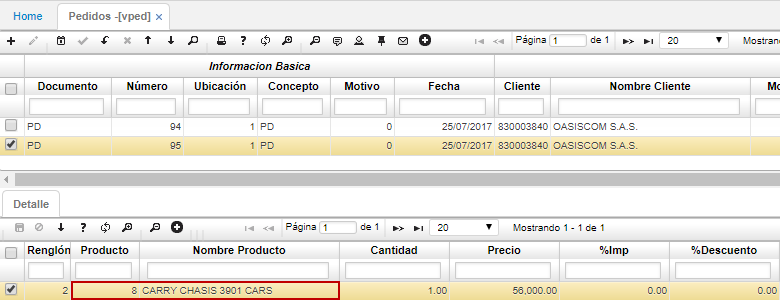 Home Pedidos -[vped] ×
Página 1 de 1 20 Mostrando
Informacion Basica
Documento Número Ubicación Concepto Motivo Fecha Cliente Nombre Cliente
PD 94 1 PD 0 25/07/2017 830003840 OASISCOM S.A.S.
PD 95 1 PD 0 25/07/2017 830003840 OASISCOM S.A.S.
Detalle
Página 1 de 1 20 Mostrando 1 - 1 de 1
Renglón Producto Nombre Producto Cantidad Precio %Imp %Descuento
2 8 CARRY CHASIS 3901 CARS 1.00 56,000.00 0.00 0.00